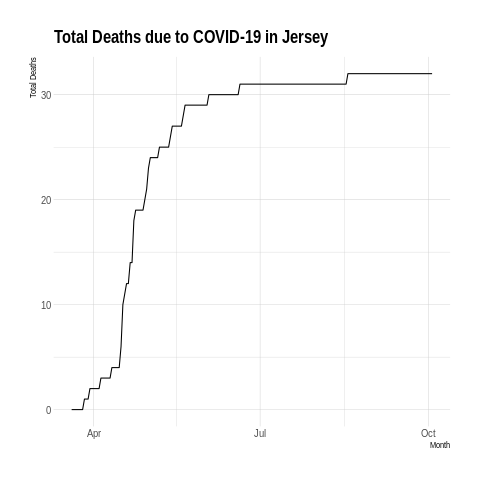 Total Deaths due to COVID-19 in Jersey
Total Deaths
30
20
10
0
Apr
Jul
Oct
Month